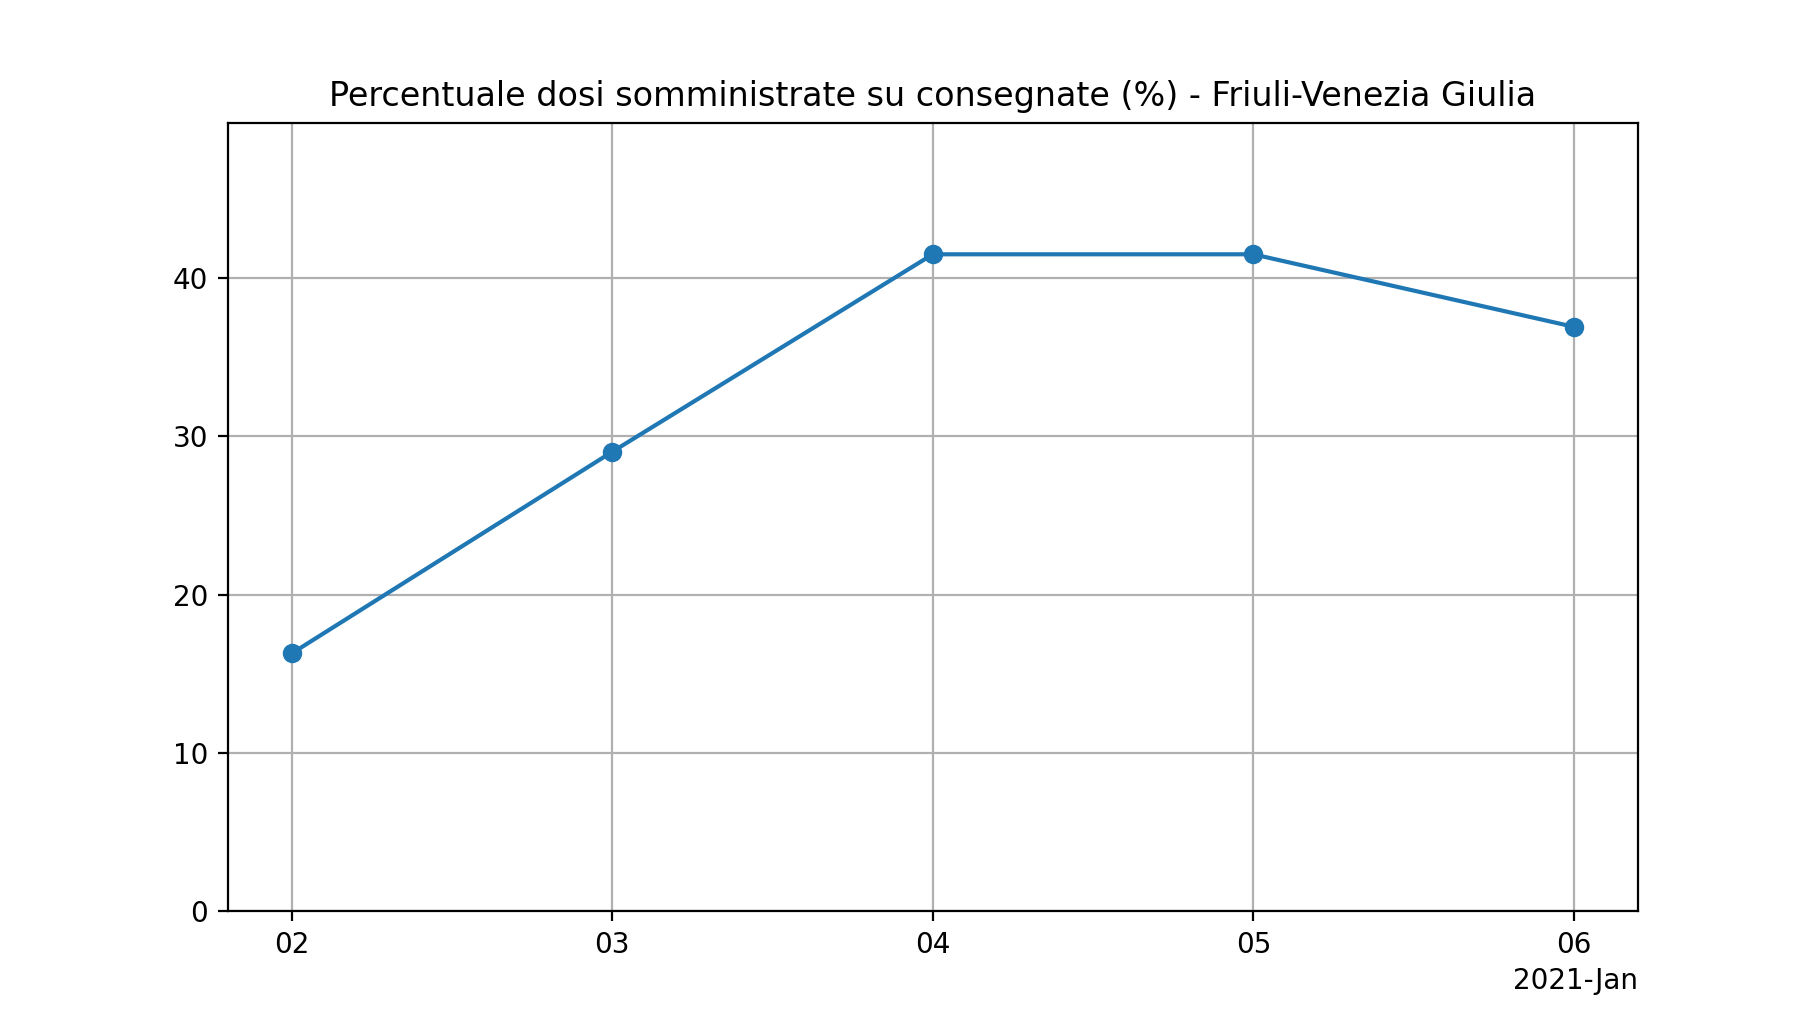 Percentuale dosi somministrate su consegnate (%) - Friuli-Venezia Giulia
40
30
20
10
0
02 03 04 05 06
2021-Jan